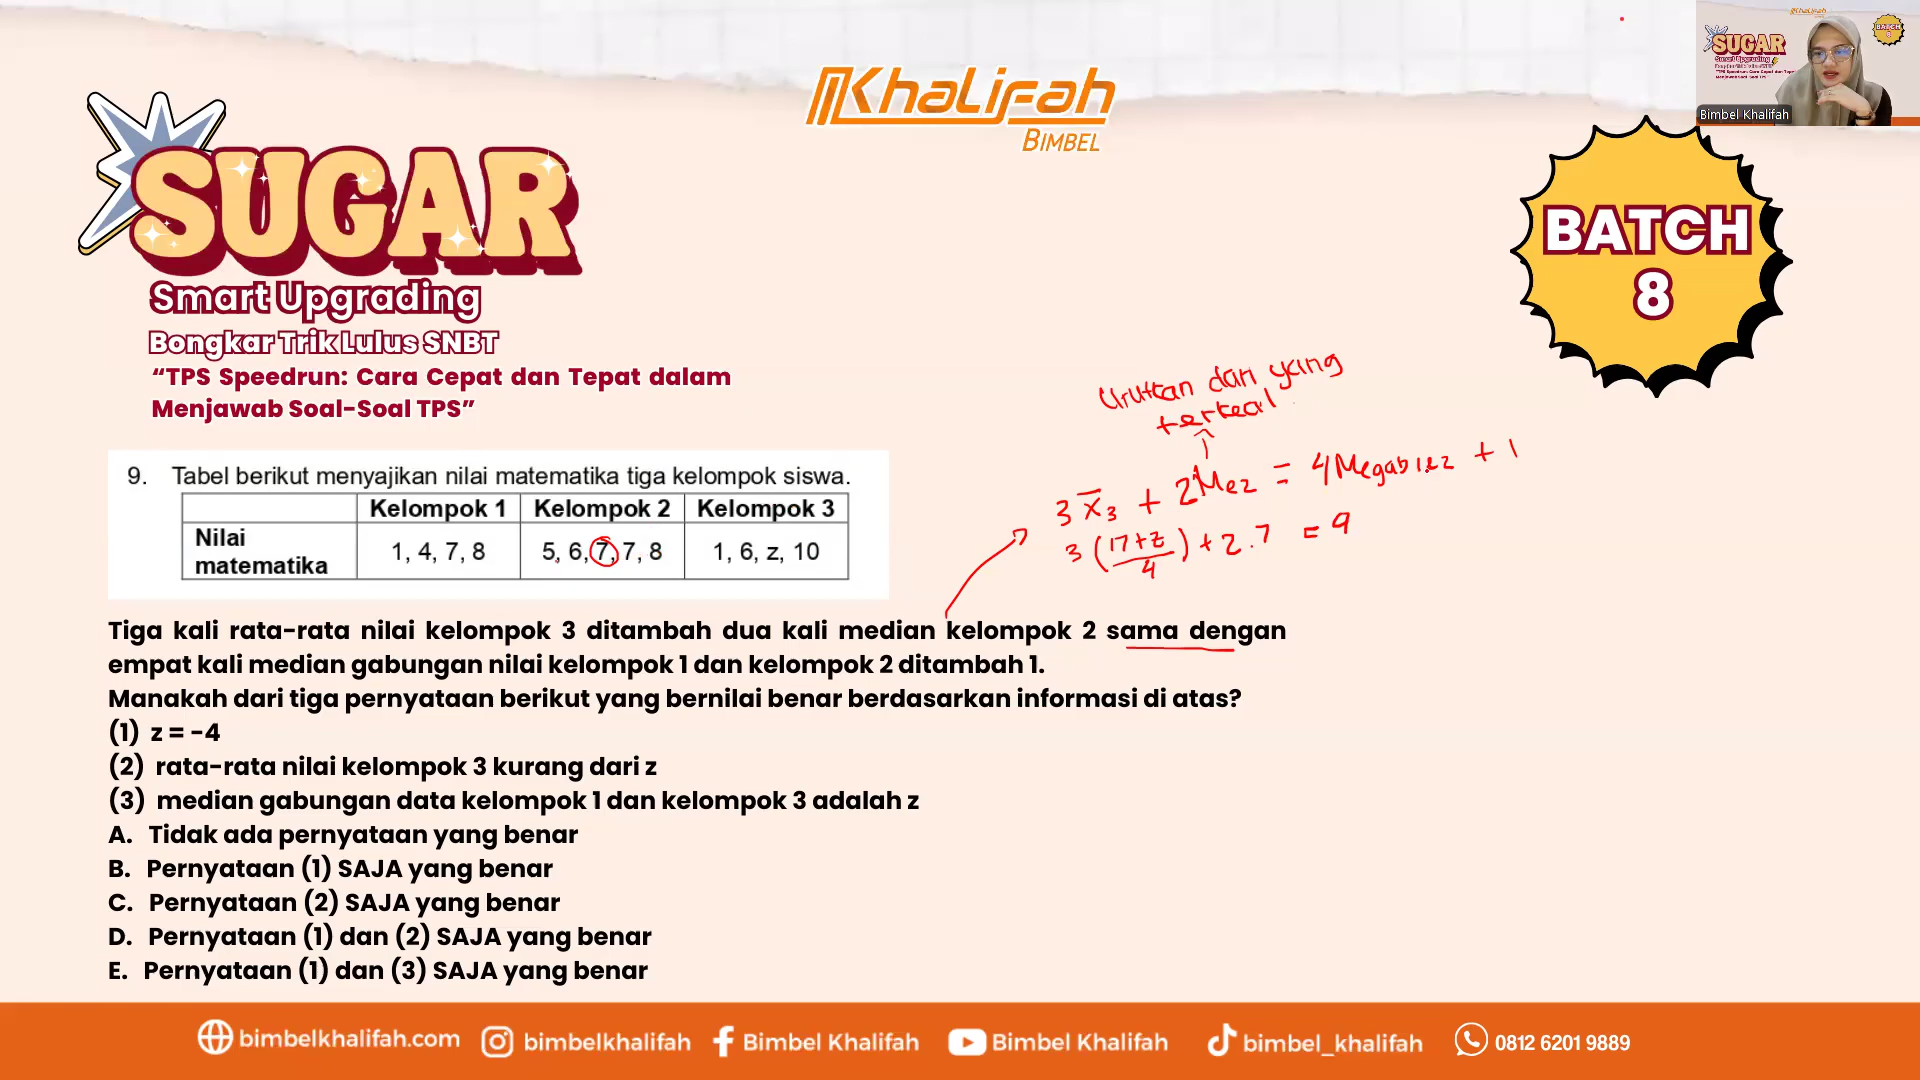 KhaLifah
BIMBEL
SUGAR
Smart Upgrading
Bongkar Trik Lulus SNBT
“TPS Speedrun: Cara Cepat dan Tepat dalam
Menjawab Soal-Soal TPS”
Bimbel Khalifah
BATCH
8
9. Tabel berikut menyajikan nilai matematika tiga kelompok siswa.
Kelompok 1 Kelompok 2 Kelompok 3
Nilai matematika 1, 4, 7, 8 5, 6, 7, 7, 8 1, 6, z, 10
Urutkan dari yang
terkecil
3 x̄₃ + 2Me₂ = 4Megab1&2 + 1
3 (17+z/4) + 2.7 = 9
Tiga kali rata-rata nilai kelompok 3 ditambah dua kali median kelompok 2 sama dengan
empat kali median gabungan nilai kelompok 1 dan kelompok 2 ditambah 1.
Manakah dari tiga pernyataan berikut yang bernilai benar berdasarkan informasi di atas?
(1) z = -4
(2) rata-rata nilai kelompok 3 kurang dari z
(3) median gabungan data kelompok 1 dan kelompok 3 adalah z
A. Tidak ada pernyataan yang benar
B. Pernyataan (1) SAJA yang benar
C. Pernyataan (2) SAJA yang benar
D. Pernyataan (1) dan (2) SAJA yang benar
E. Pernyataan (1) dan (3) SAJA yang benar
bimbelkhalifah.com bimbelkhalifah Bimbel Khalifah Bimbel Khalifah bimbel_khalifah 0812 6201 9889